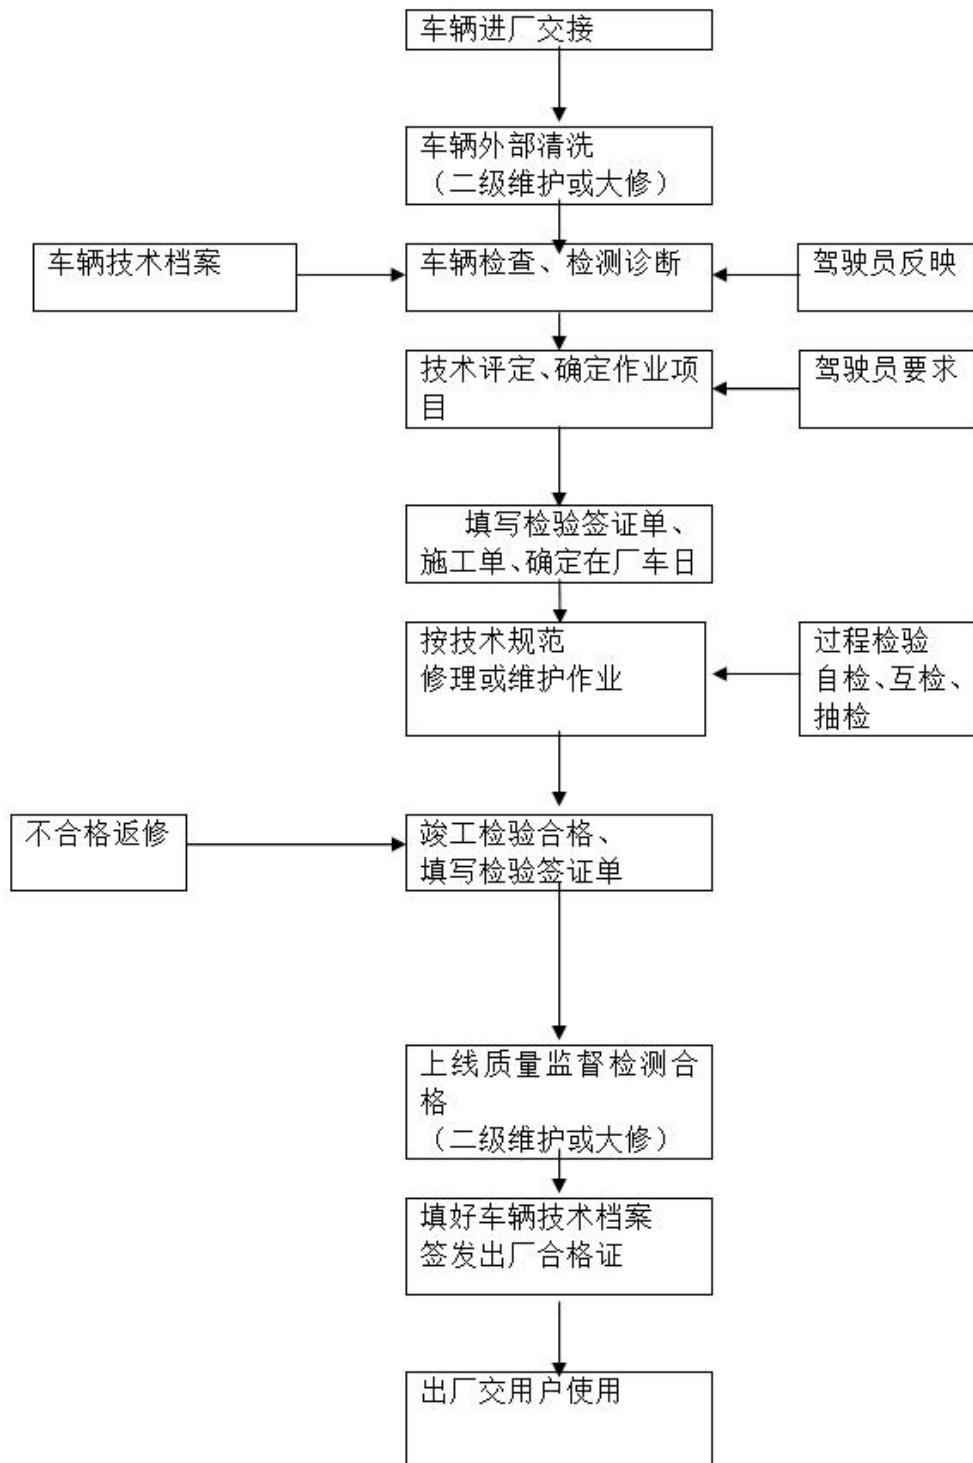 车辆进厂交接
车辆外部清洗
（二级维护或大修）
车辆技术档案
车辆检查、检测诊断
驾驶员反映
技术评定、确定作业项
目
驾驶员要求
填写检验签证单、
施工单、确定在厂车日
按技术规范
修理或维护作业
过程检验
自检、互检、
抽检
不合格返修
竣工检验合格、
填写检验签证单
上线质量监督检测合
格
（二级维护或大修）
填好车辆技术档案
签发出厂合格证
出厂交用户使用